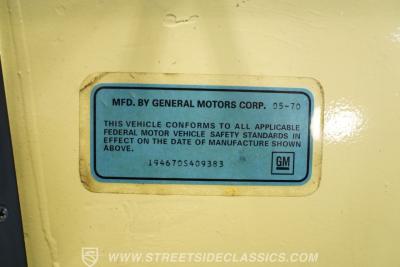 MFD. BY GENERAL MOTORS CORP. 05-70
THIS VEHICLE CONFORMS TO ALL APPLICABLE
FEDERAL MOTOR VEHICLE SAFETY STANDARDS IN
EFFECT ON THE DATE OF MANUFACTURE SHOWN
ABOVE.
194670S409383
GM
WWW.STREETSIDECLASSICS.COM